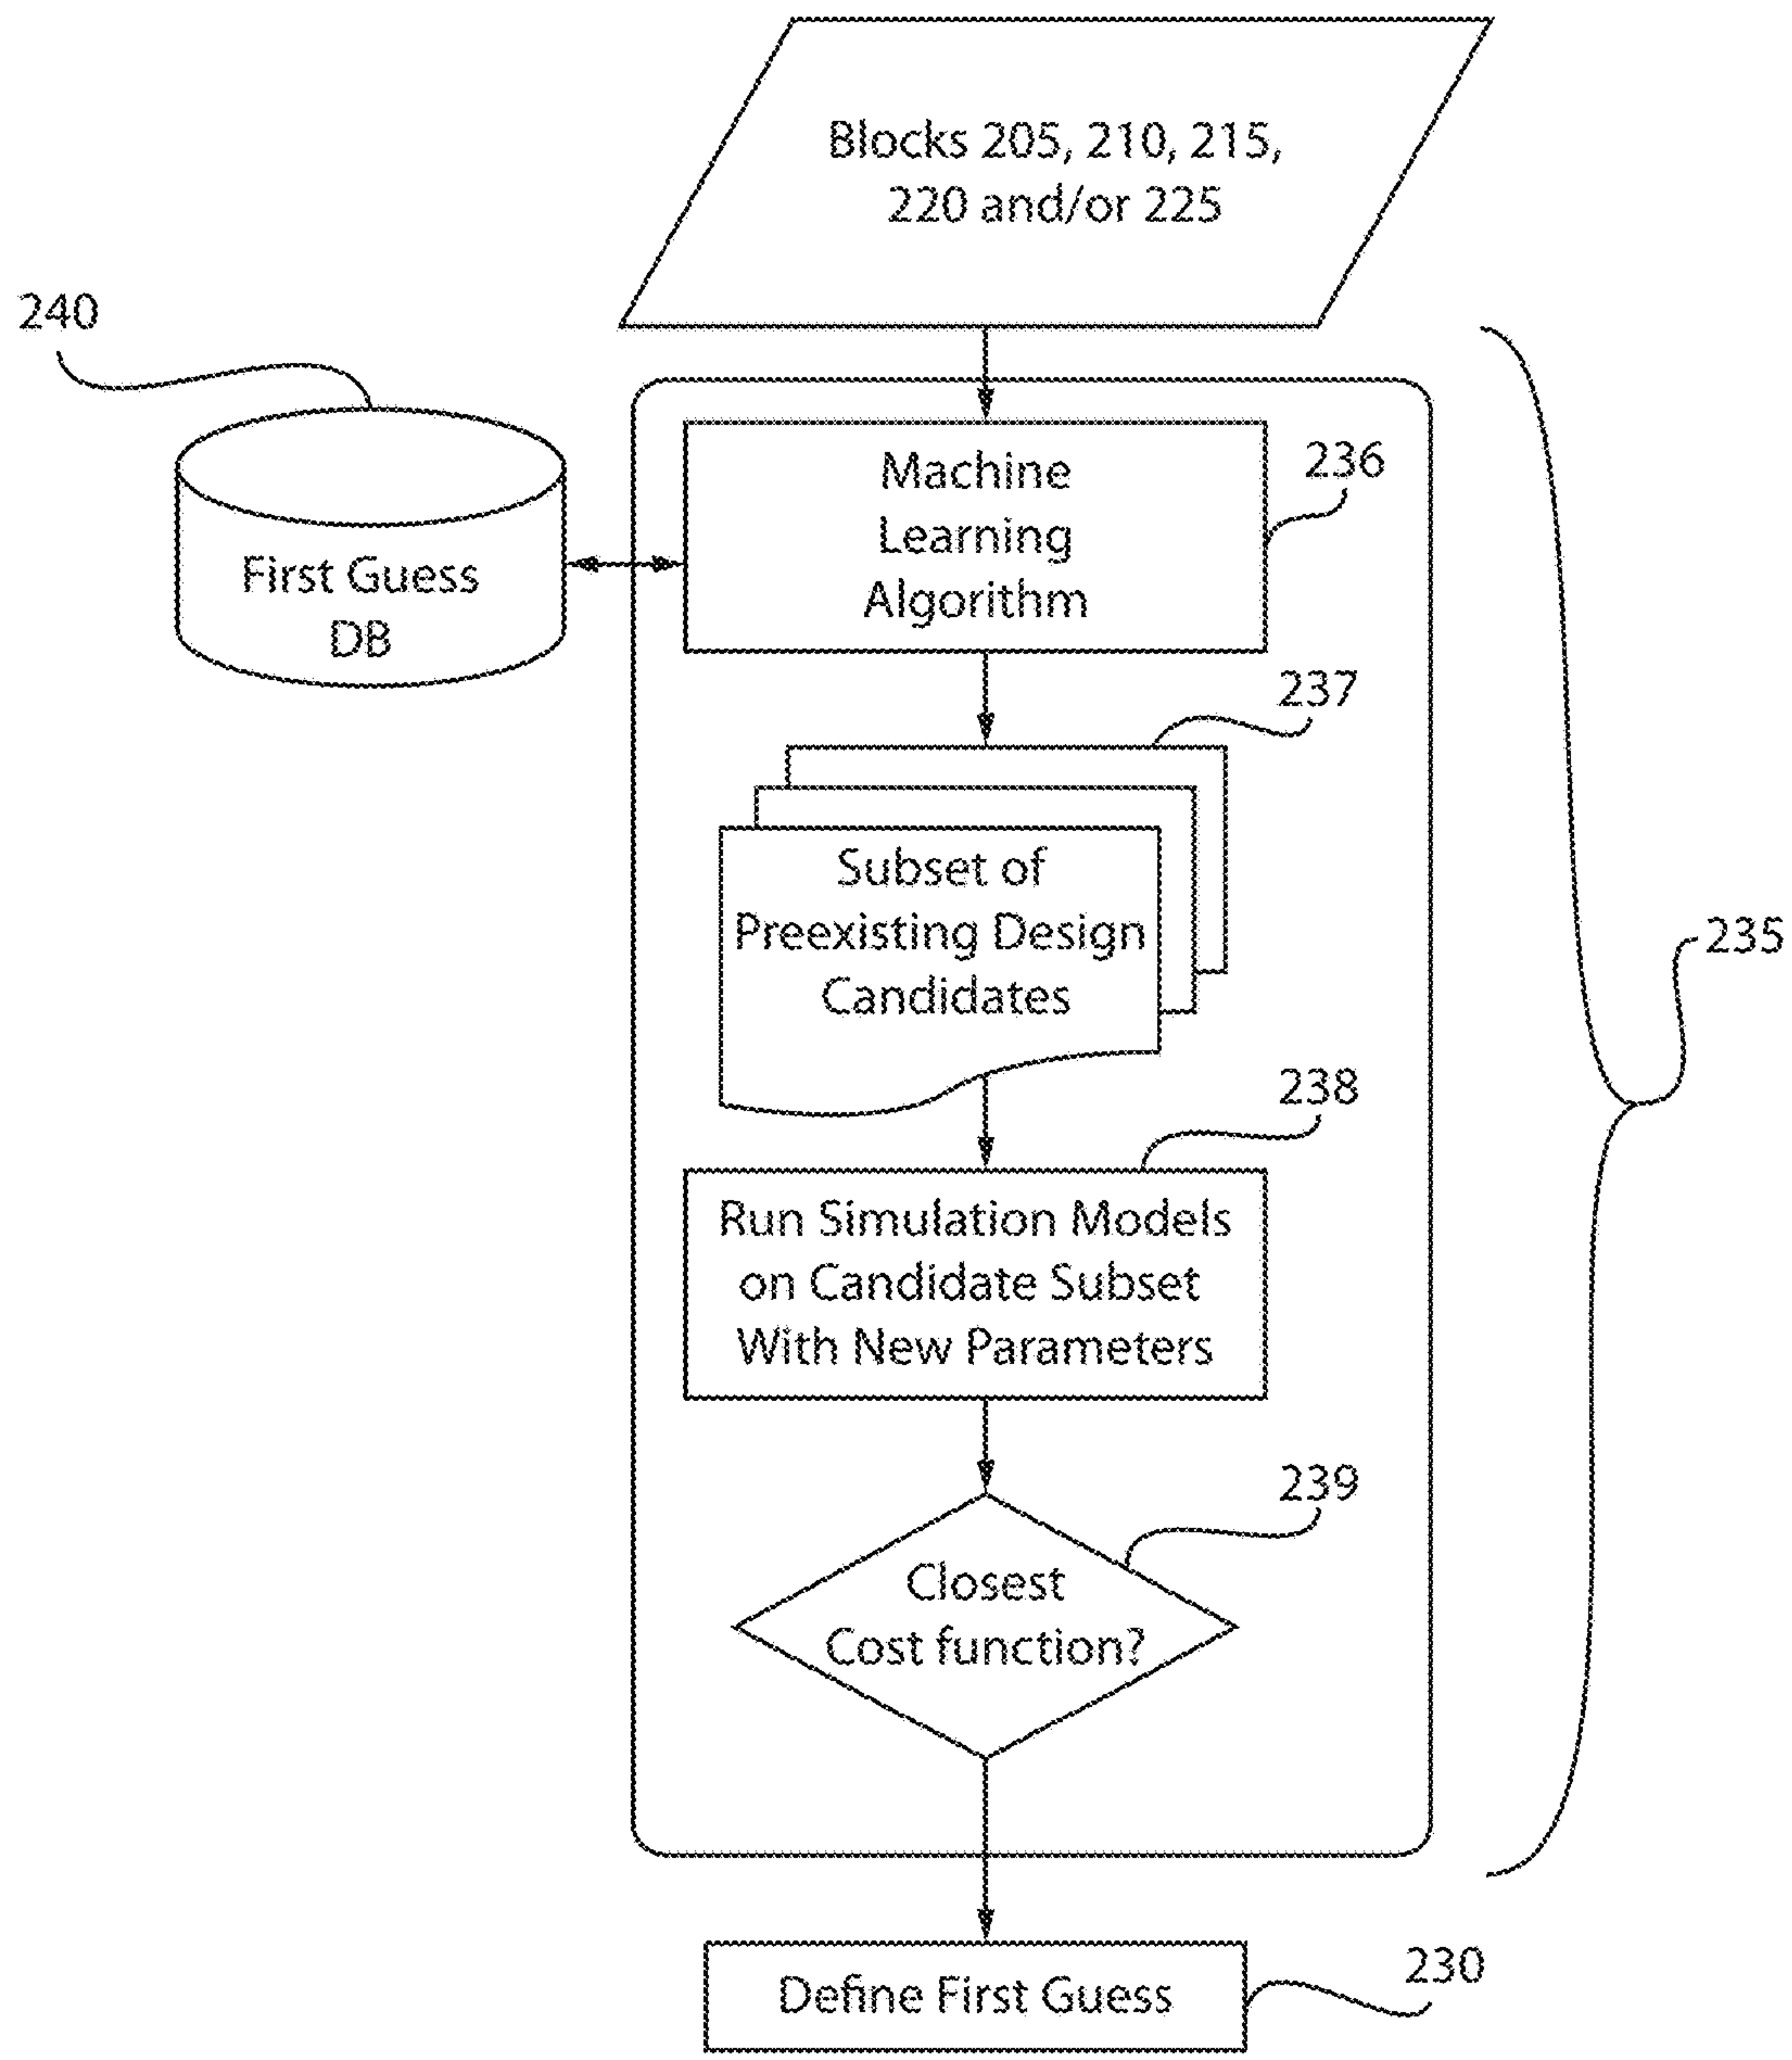 Blocks 205, 210, 215,
220 and/or 225
240
First Guess
DB
Machine
Learning
Algorithm
236
237
Subset of
Preexisting Design
Candidates
235
238
Run Simulation Models
on Candidate Subset
With New Parameters
239
Closest
Cost function?
230
Define First Guess